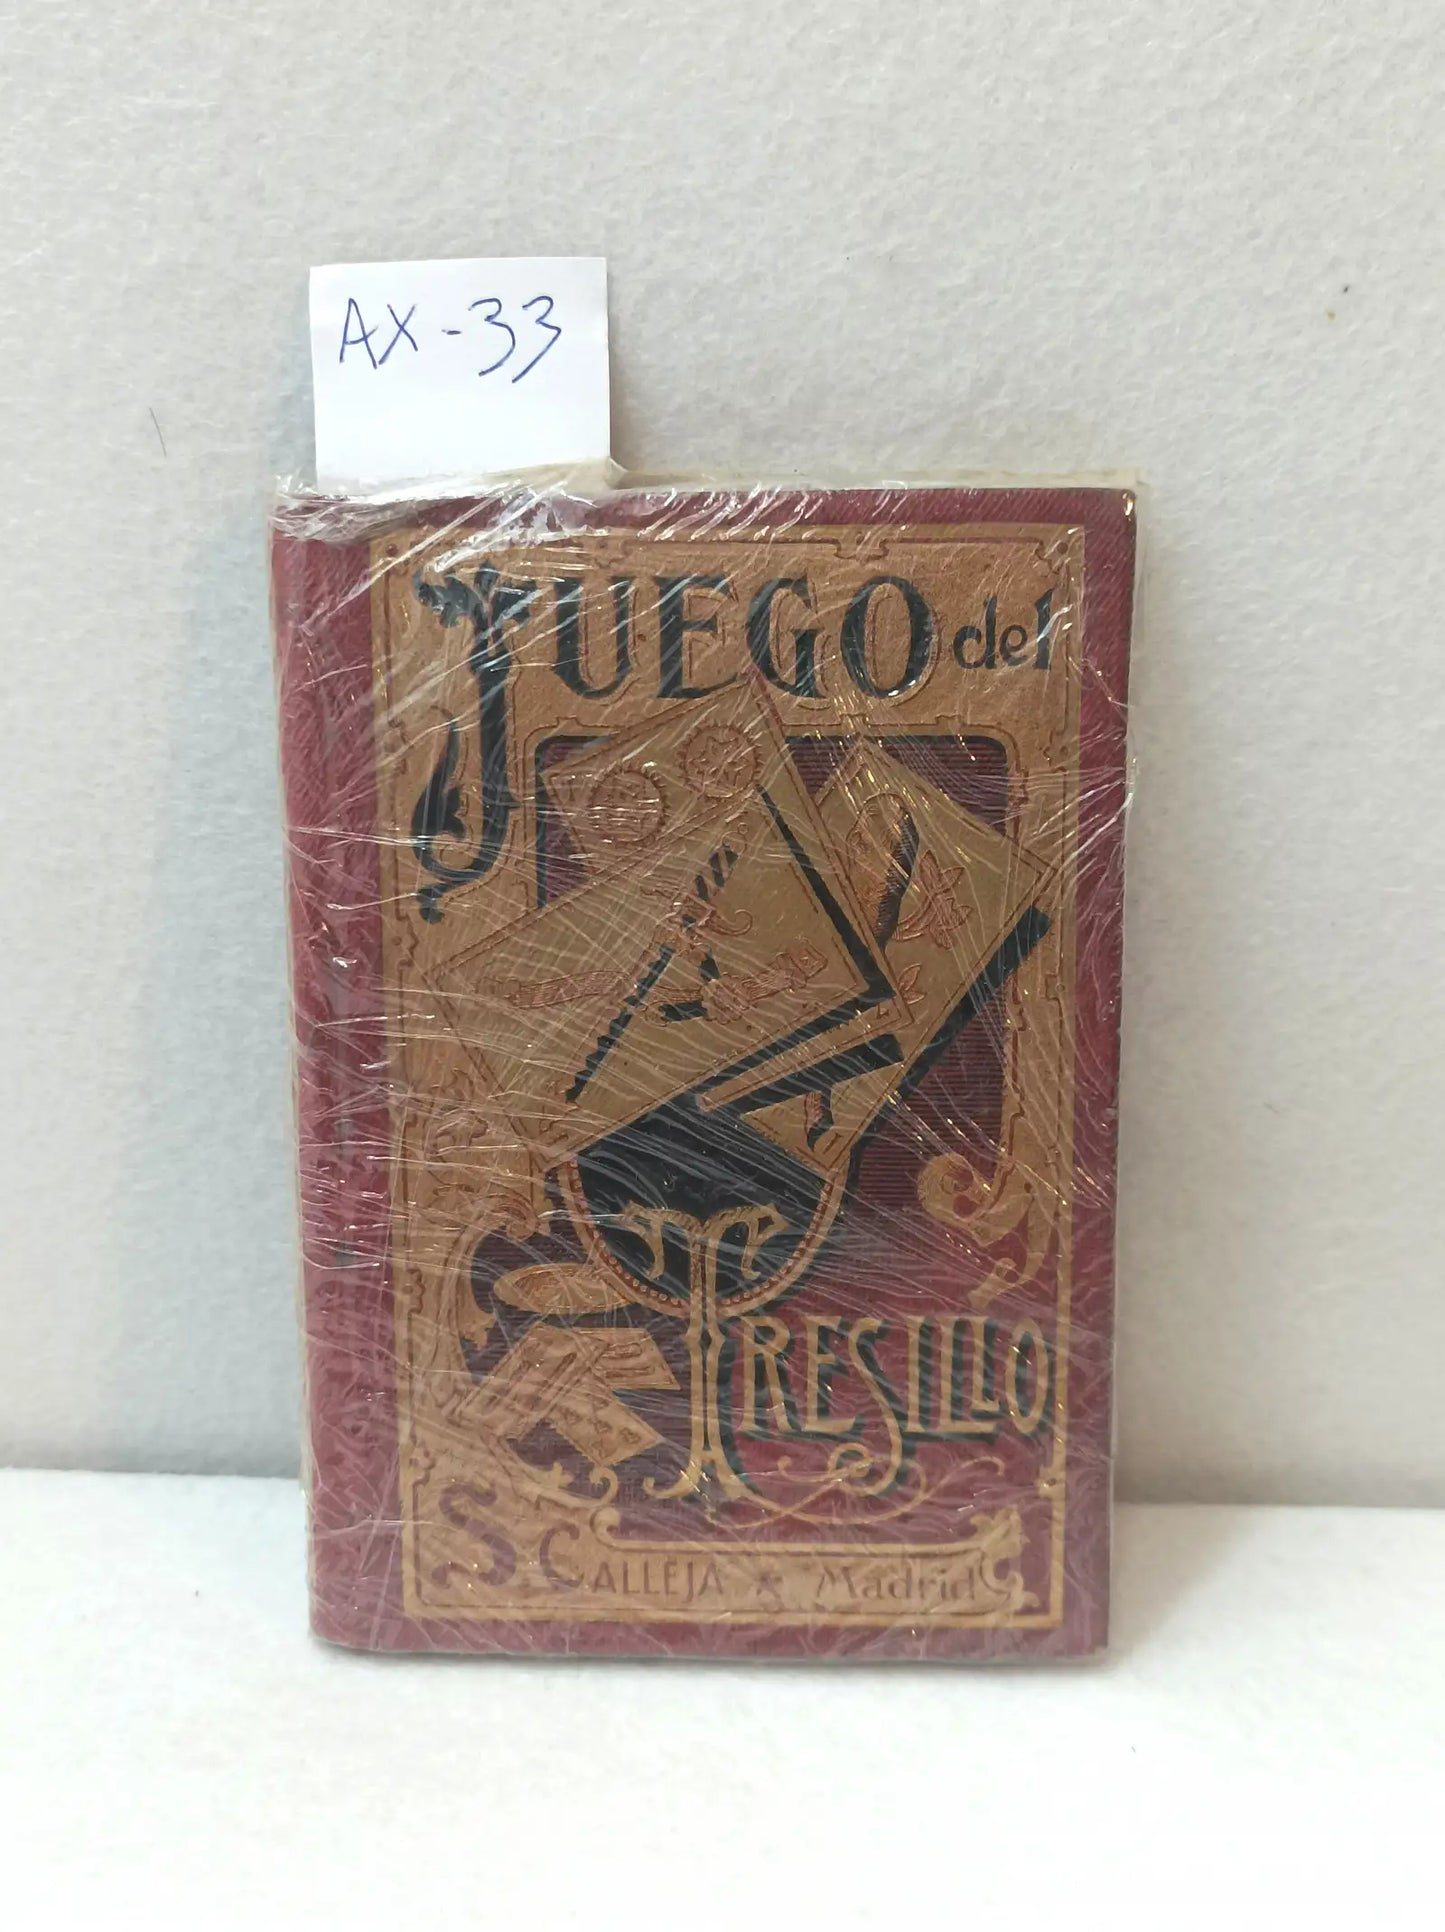 AX-33
JUEGO del
TRESILLO
S. CALLEJA * Madrid